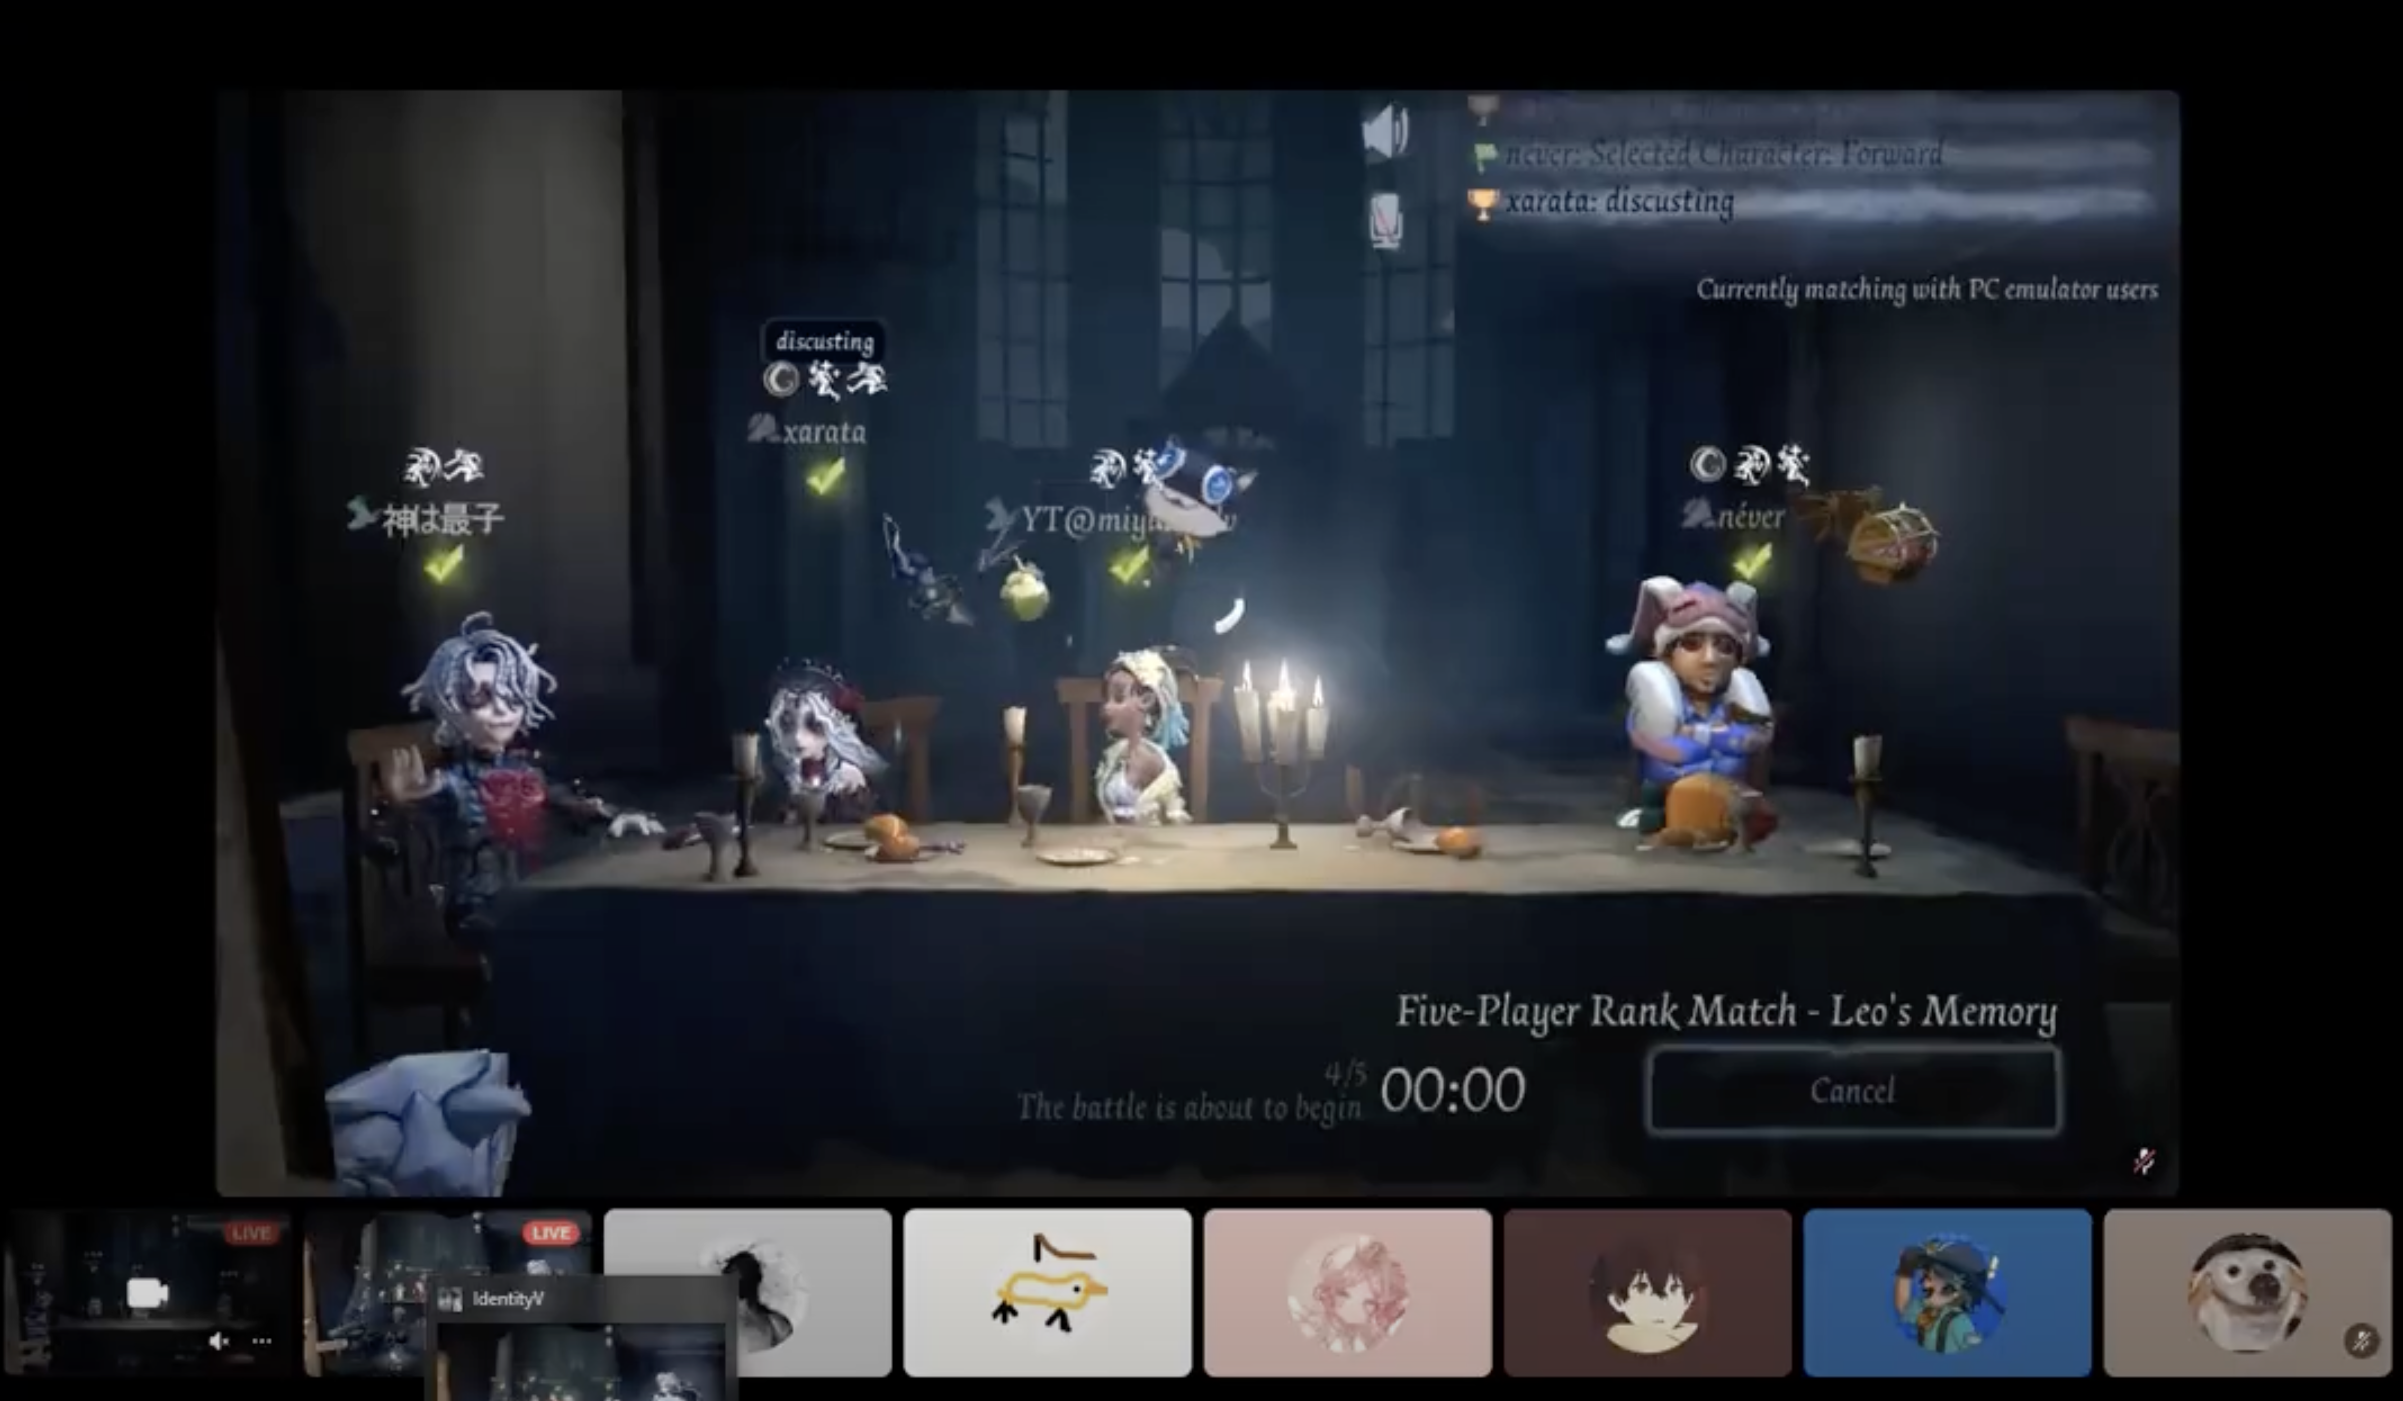 néver: Selected Character: Forward
xarata: discusting
Currently matching with PC emulator users
discusting
xarata
神は最子
néver
Five-Player Rank Match - Leo's Memory
4/5
The battle is about to begin
00:00
Cancel
LIVE
LIVE
IdentityV